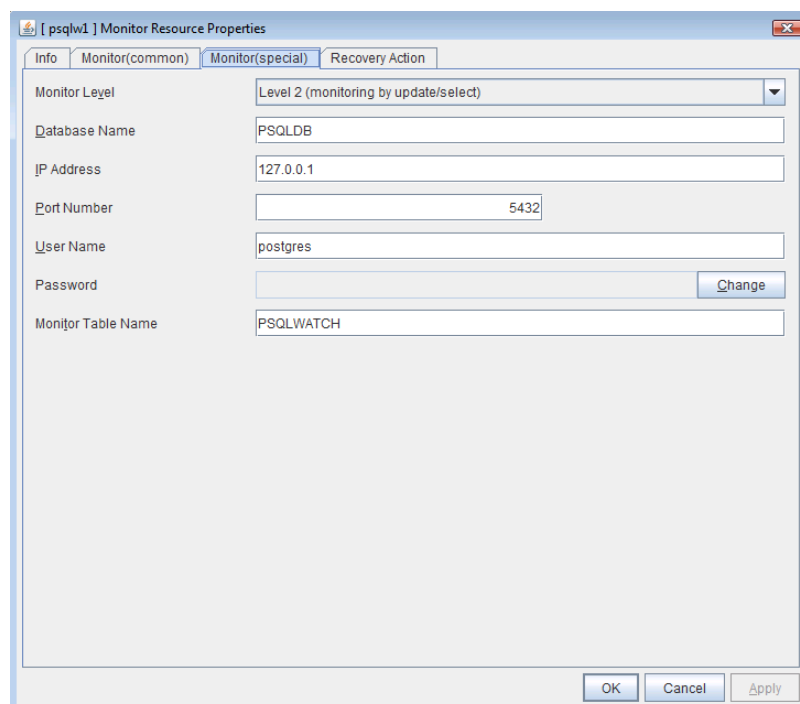 [ psqlw1 ] Monitor Resource Properties
Info Monitor(common) Monitor(special) Recovery Action
Monitor Level Level 2 (monitoring by update/select)
Database Name PSQLDB
IP Address 127.0.0.1
Port Number 5432
User Name postgres
Password Change
Monitor Table Name PSQLWATCH
OK Cancel Apply